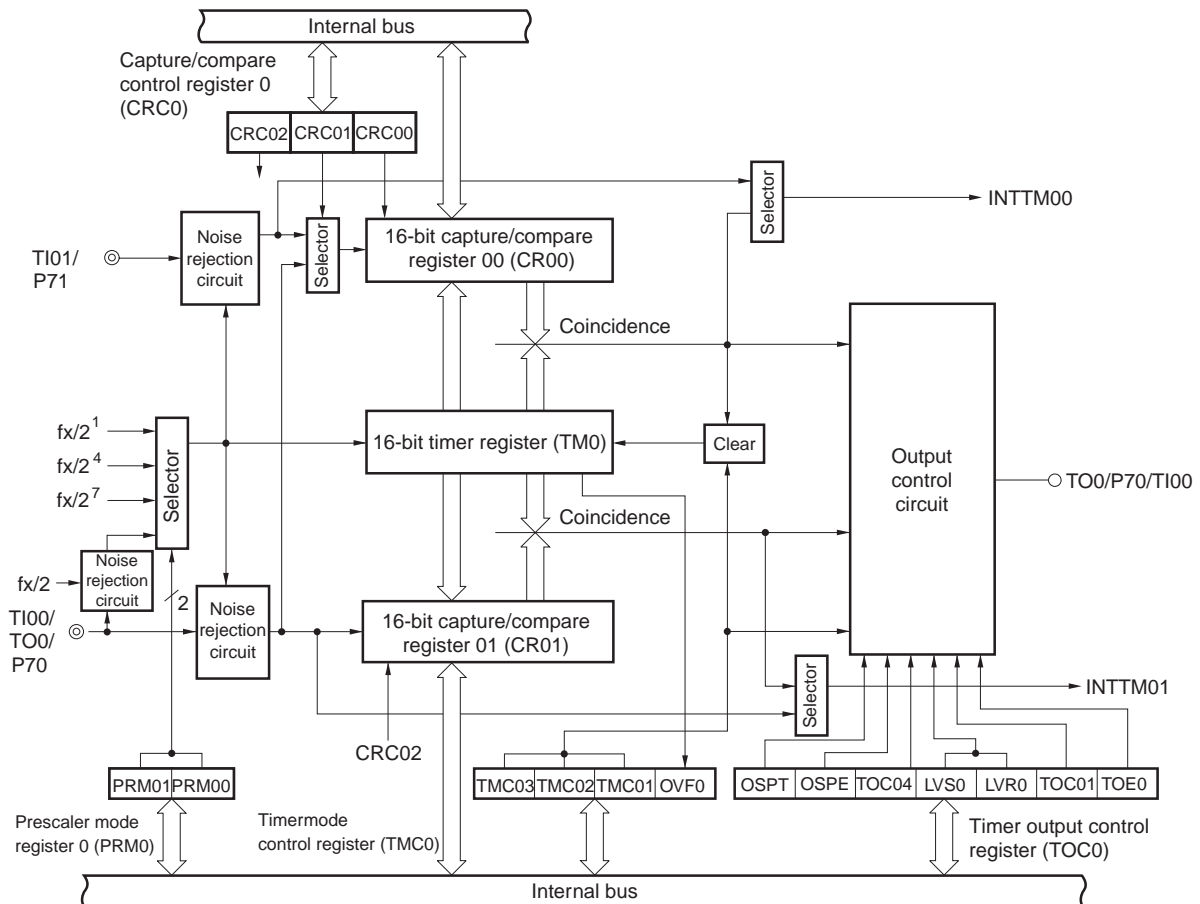 Internal bus
Capture/compare
control register 0
(CRC0)
CRC02 CRC01 CRC00
Selector
INTTM00
TI01/
P71
Noise
rejection
circuit
Selector
16-bit capture/compare
register 00 (CR00)
Coincidence
fx/2¹
fx/2⁴
fx/2⁷
Selector
16-bit timer register (TM0)
Clear
Output
control
circuit
TO0/P70/TI00
Coincidence
fx/2
Noise
rejection
circuit
2
TI00/
TO0/
P70
Noise
rejection
circuit
16-bit capture/compare
register 01 (CR01)
Selector
INTTM01
CRC02
PRM01 PRM00
TMC03 TMC02 TMC01 OVF0
OSPT OSPE TOC04 LVS0 LVR0 TOC01 TOE0
Prescaler mode
register 0 (PRM0)
Timermode
control register (TMC0)
Timer output control
register (TOC0)
Internal bus